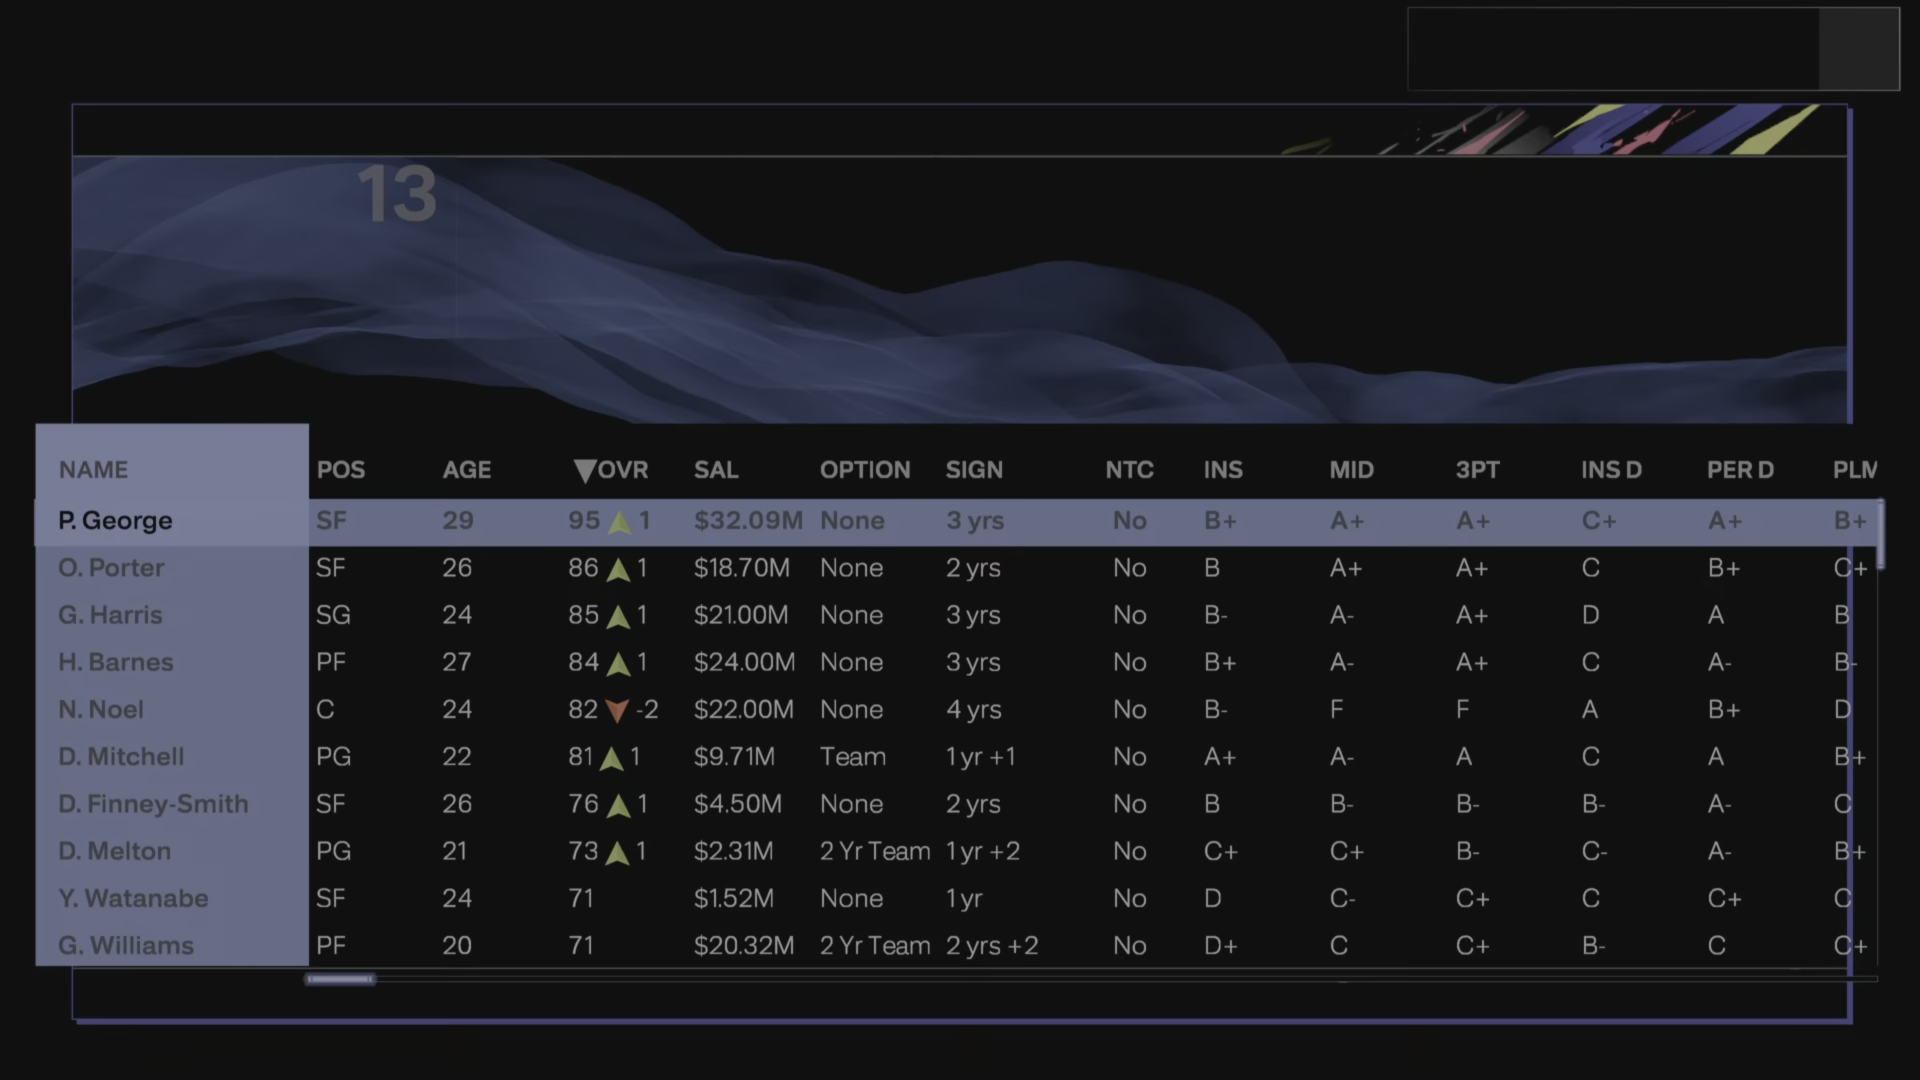 13
NAME POS AGE OVR SAL OPTION SIGN NTC INS MID 3PT INS D PER D PLM
P. George SF 29 95 1 $32.09M None 3 yrs No B+ A+ A+ C+ A+ B+
O. Porter SF 26 86 1 $18.70M None 2 yrs No B A+ A+ C B+ C+
G. Harris SG 24 85 1 $21.00M None 3 yrs No B- A- A+ D A B
H. Barnes PF 27 84 1 $24.00M None 3 yrs No B+ A- A+ C A- B-
N. Noel C 24 82 -2 $22.00M None 4 yrs No B- F F A B+ D
D. Mitchell PG 22 81 1 $9.71M Team 1 yr +1 No A+ A- A C A B+
D. Finney-Smith SF 26 76 1 $4.50M None 2 yrs No B B- B- B- A- C
D. Melton PG 21 73 1 $2.31M 2 Yr Team 1 yr +2 No C+ C+ B- C- A- B+
Y. Watanabe SF 24 71 $1.52M None 1 yr No D C- C+ C C+ C
G. Williams PF 20 71 $20.32M 2 Yr Team 2 yrs +2 No D+ C C+ B- C C+